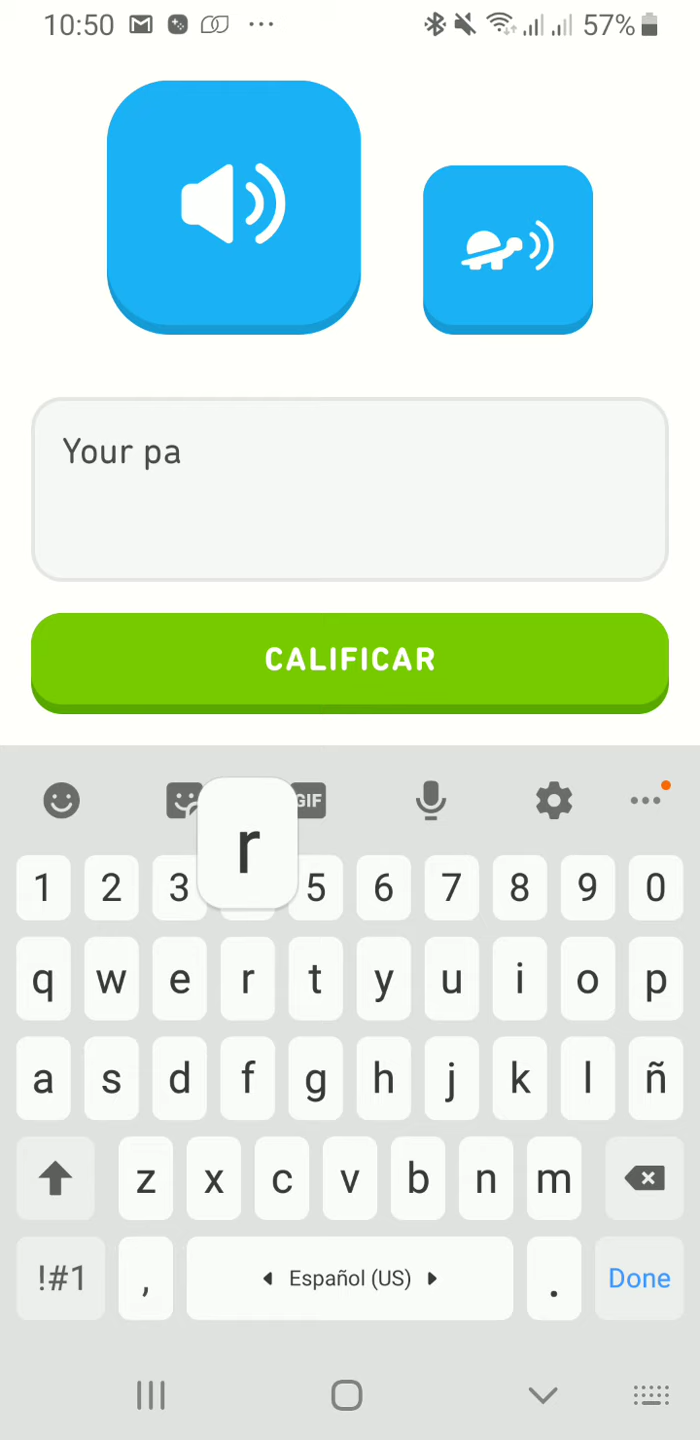 10:50 57%
Your pa
CALIFICAR
GIF
r
1 2 3 5 6 7 8 9 0
q w e r t y u i o p
a s d f g h j k l ñ
z x c v b n m
!#1 , Español (US) . Done